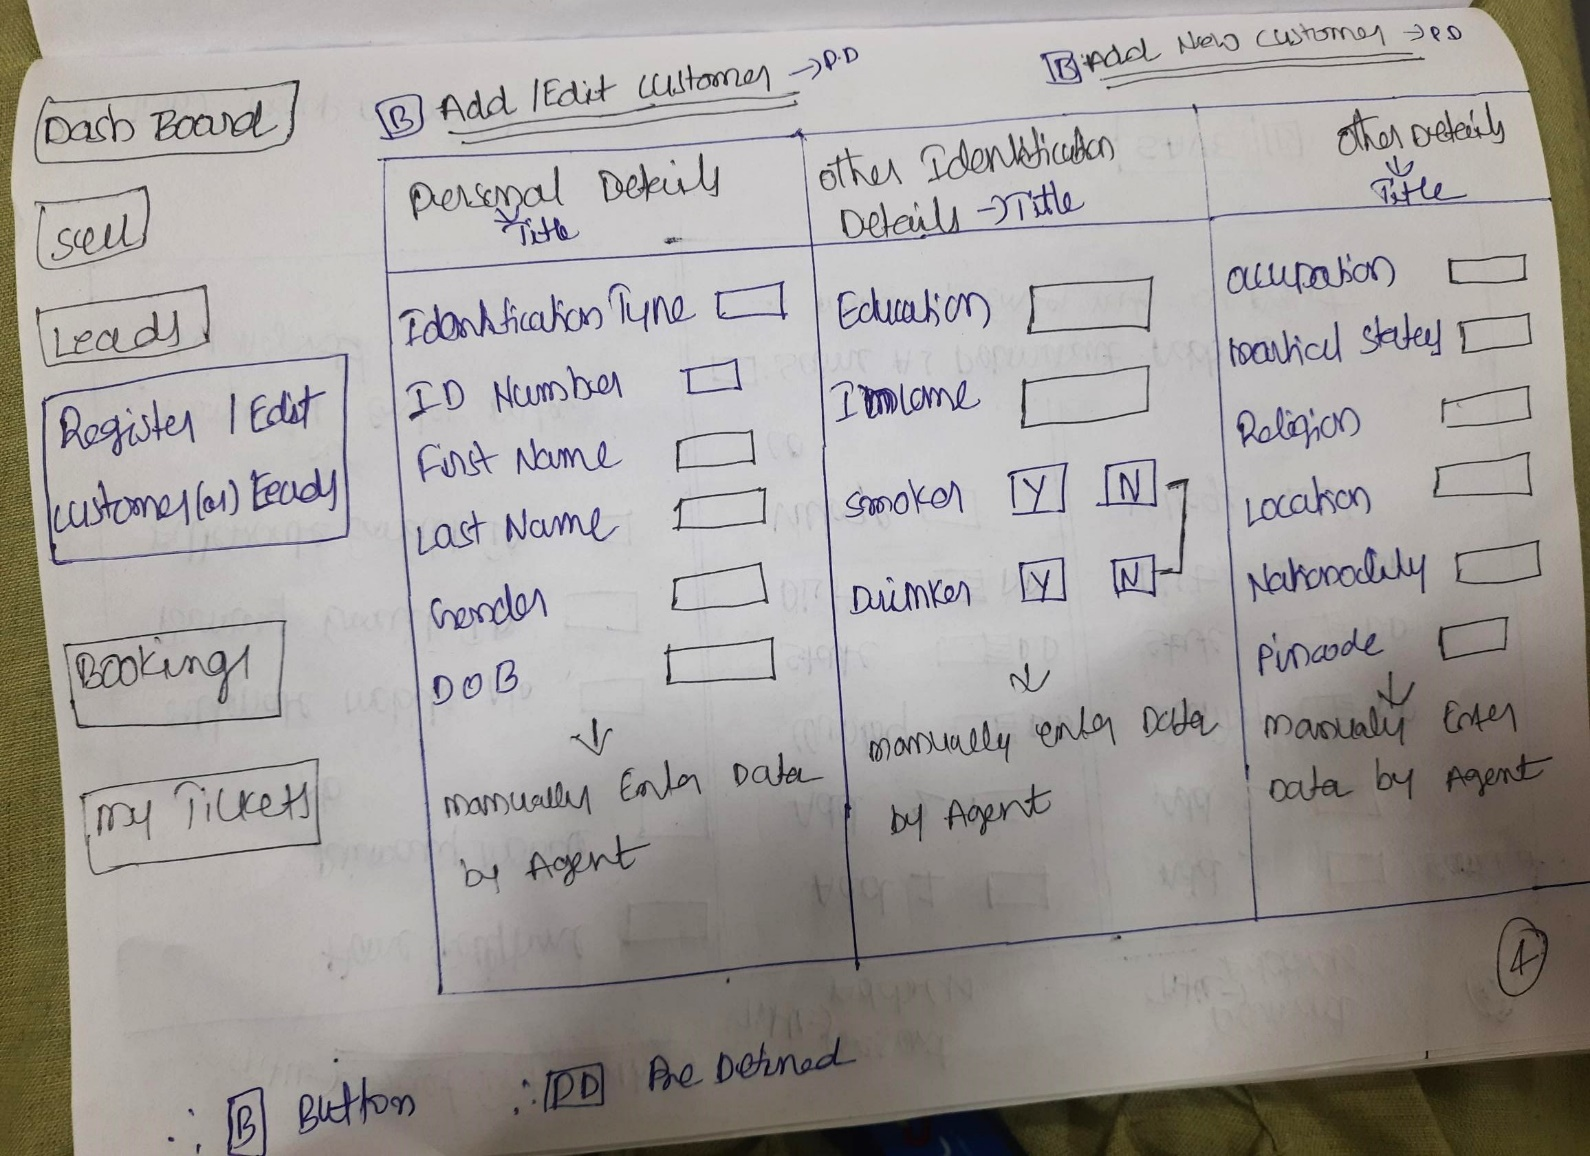 Dash Board
Sell
Leads
Register / Edit
customer (or) Leads
Bookings
My Tickets
B Add / Edit customer → P.D
B Add New customer → P.D
Personal Details
Title
Identification Type
ID Number
First Name
Last Name
Gender
DOB
Manually Enter Data
by Agent
Other Identification
Details → Title
Education
Income
Smoker Y N
Drinker Y N
Manually enter Data
by Agent
Other Details
Title
Occupation
Marital Status
Religion
Location
Nationality
Pincode
Manually Enter
Data by Agent
4
∴ B Button ∴ PD Pre Defined